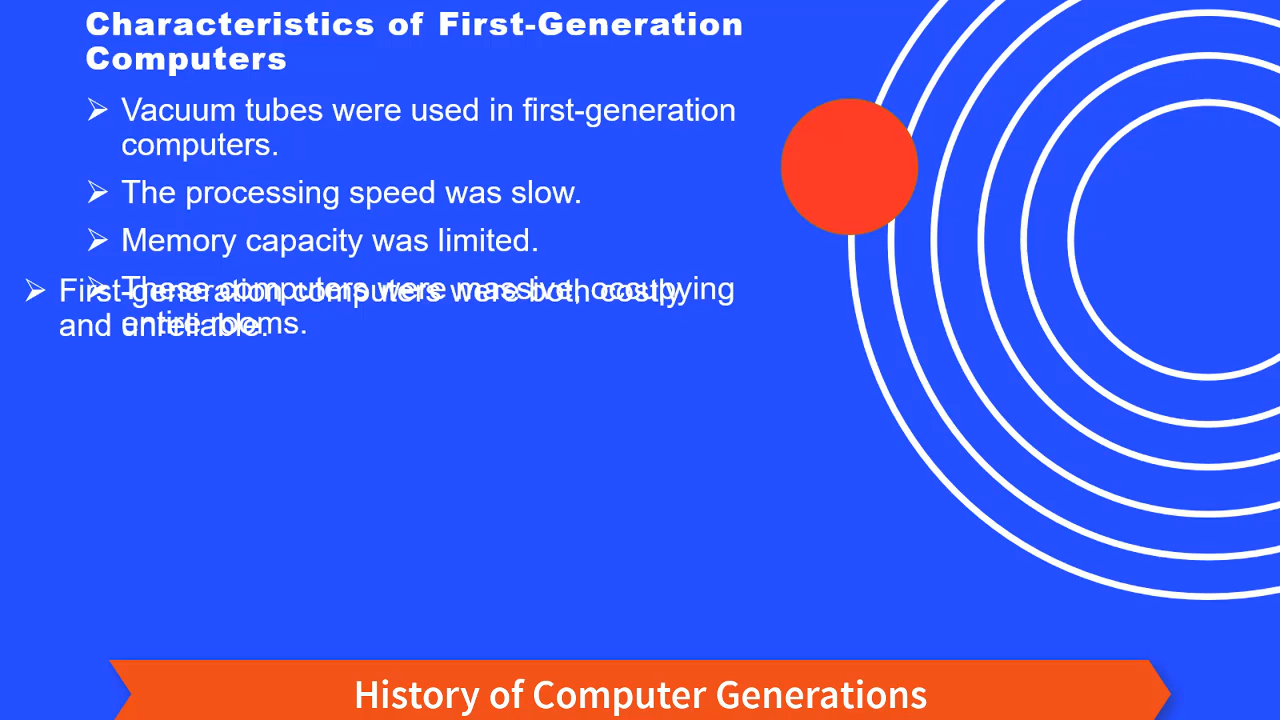 Characteristics of First-Generation
Computers
➢ Vacuum tubes were used in first-generation
computers.
➢ The processing speed was slow.
➢ Memory capacity was limited.
➢ These computers were massive, occupying
entire rooms.
➢ First-generation computers were both costly
and unreliable.
History of Computer Generations